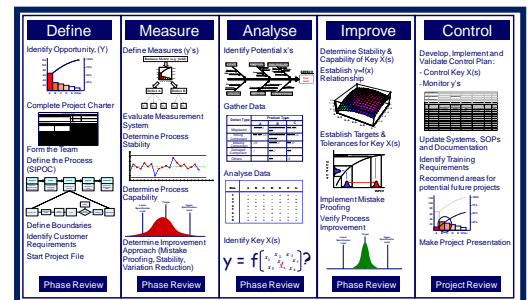 Define
Identify Opportunity, (Y)
Complete Project Charter
Form the Team
Define the Process
(SIPOC)
Define Boundaries
Identify Customer
Requirements
Start Project File
Phase Review
Measure
Define Measures (y's)
Evaluate Measurement
System
Determine Process
Stability
Determine Process
Capability
Determine Improvement
Approach (Mistake
Proofing, Stability,
Variation Reduction)
Phase Review
Analyse
Identify Potential x's
Gather Data
Defect Type
Product Type
Analyse Data
Identify Key X(s)
y = f
?
Phase Review
Improve
Determine Stability &
Capability of Key X(s)
Establish y=f(x)
Relationship
Establish Targets &
Tolerances for Key X(s)
Implement Mistake
Proofing
Verify Process
Improvement
Phase Review
Control
Develop, Implement and
Validate Control Plan:
- Control Key X(s)
- Monitor y's
Update Systems, SOPs
and Documentation
Identify Training
Requirements
Recommend areas for
potential future projects
Make Project Presentation
Project Review